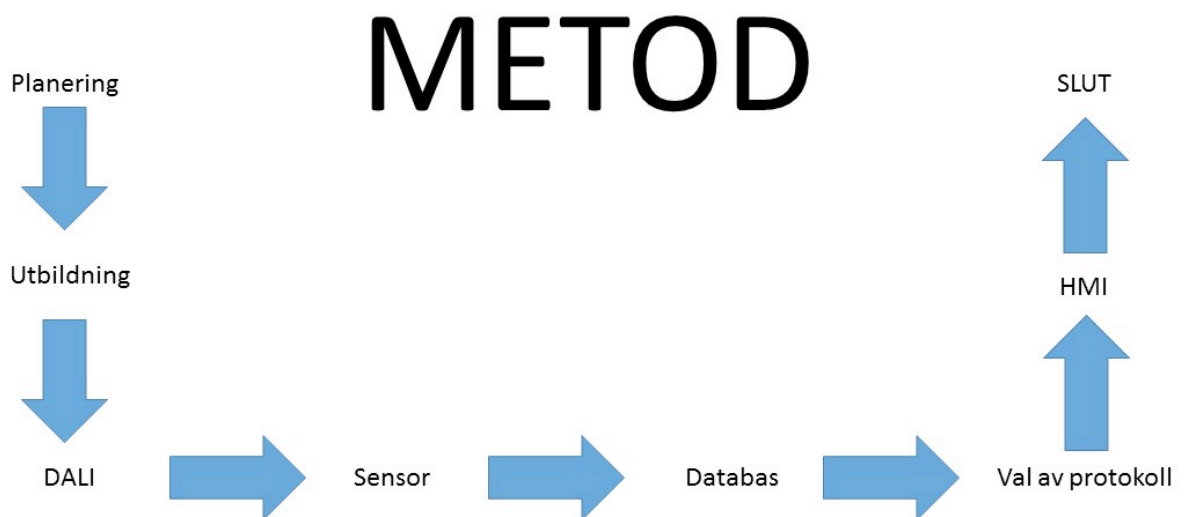 METOD
Planering
Utbildning
DALI
Sensor
Databas
Val av protokoll
HMI
SLUT